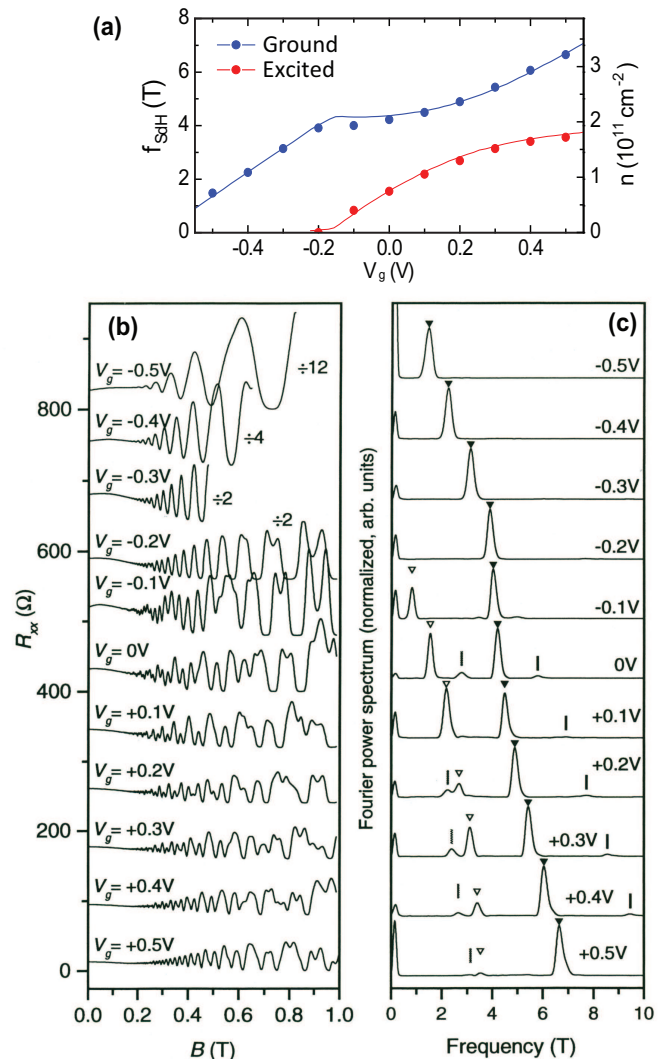 (a)
Ground
Excited
f_SdH (T)
8
6
4
2
0
n (10^11 cm^-2)
3
2
1
0
-0.4
-0.2
0.0
0.2
0.4
V_g (V)
(b)
V_g= -0.5V
÷12
V_g= -0.4V
÷4
V_g= -0.3V
÷2
V_g= -0.2V
÷2
V_g= -0.1V
V_g= 0V
V_g= +0.1V
V_g= +0.2V
V_g= +0.3V
V_g= +0.4V
V_g= +0.5V
R_xx (Ω)
800
600
400
200
0
0.0
0.2
0.4
0.6
0.8
1.0
B (T)
(c)
-0.5V
-0.4V
-0.3V
-0.2V
-0.1V
0V
+0.1V
+0.2V
+0.3V
+0.4V
+0.5V
Fourier power spectrum (normalized, arb. units)
0
2
4
6
8
10
Frequency (T)